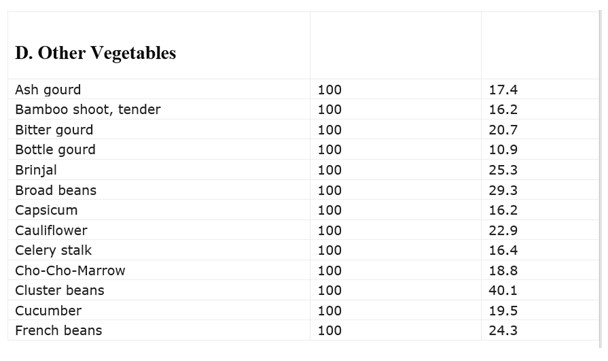 D. Other Vegetables
Ash gourd 100 17.4
Bamboo shoot, tender 100 16.2
Bitter gourd 100 20.7
Bottle gourd 100 10.9
Brinjal 100 25.3
Broad beans 100 29.3
Capsicum 100 16.2
Cauliflower 100 22.9
Celery stalk 100 16.4
Cho-Cho-Marrow 100 18.8
Cluster beans 100 40.1
Cucumber 100 19.5
French beans 100 24.3